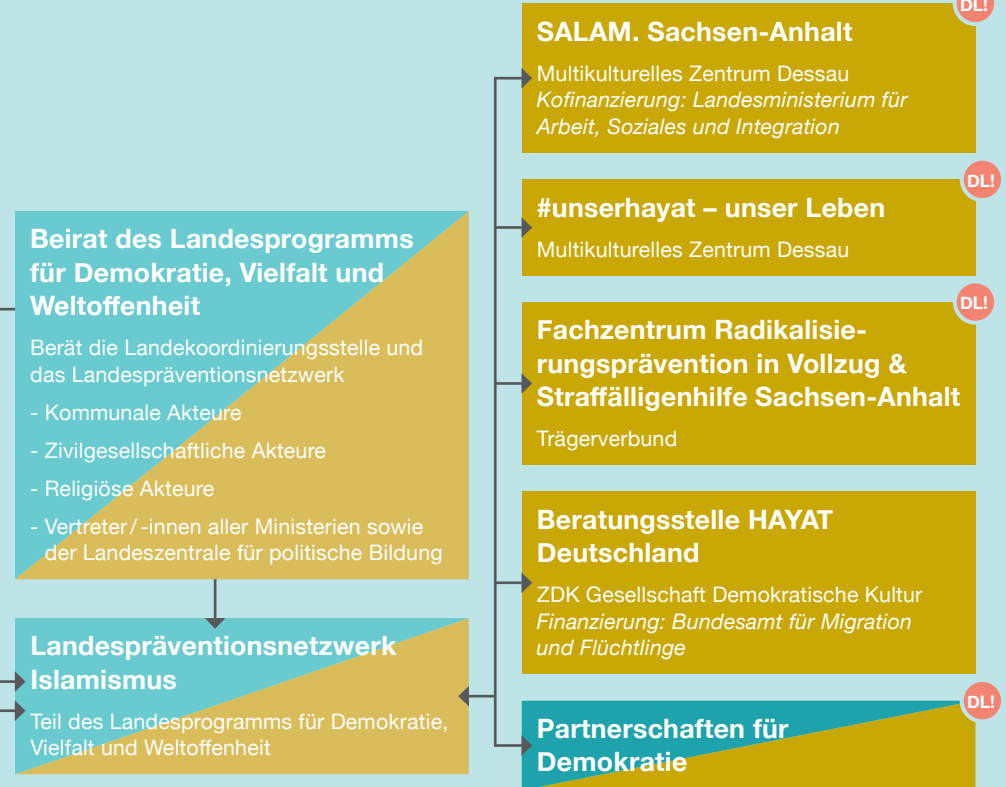 Beirat des Landesprogramms
für Demokratie, Vielfalt und
Weltoffenheit
Berät die Landekoordinierungsstelle und
das Landespräventionsnetzwerk
- Kommunale Akteure
- Zivilgesellschaftliche Akteure
- Religiöse Akteure
- Vertreter/-innen aller Ministerien sowie
der Landeszentrale für politische Bildung
Landespräventionsnetzwerk
Islamismus
Teil des Landesprogramms für Demokratie,
Vielfalt und Weltoffenheit
DL!
SALAM. Sachsen-Anhalt
Multikulturelles Zentrum Dessau
Kofinanzierung: Landesministerium für
Arbeit, Soziales und Integration
DL!
#unserhayat – unser Leben
Multikulturelles Zentrum Dessau
DL!
Fachzentrum Radikalisie-
rungsprävention in Vollzug &
Straffälligenhilfe Sachsen-Anhalt
Trägerverbund
Beratungsstelle HAYAT
Deutschland
ZDK Gesellschaft Demokratische Kultur
Finanzierung: Bundesamt für Migration
und Flüchtlinge
DL!
Partnerschaften für
Demokratie